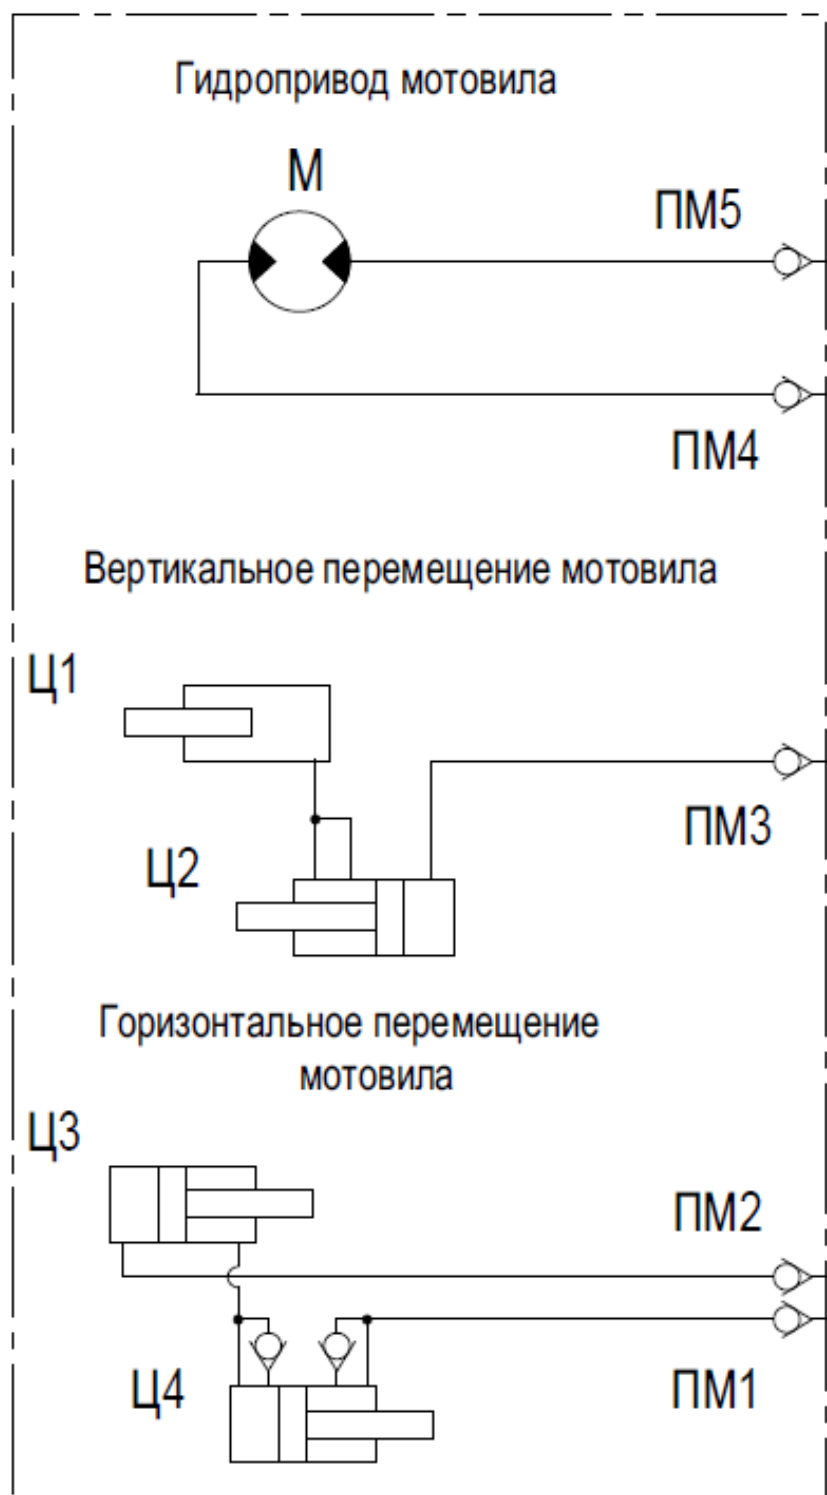 Гидропривод мотовила
М
ПМ5
ПМ4
Вертикальное перемещение мотовила
Ц1
ПМ3
Ц2
Горизонтальное перемещение
мотовила
Ц3
ПМ2
Ц4
ПМ1